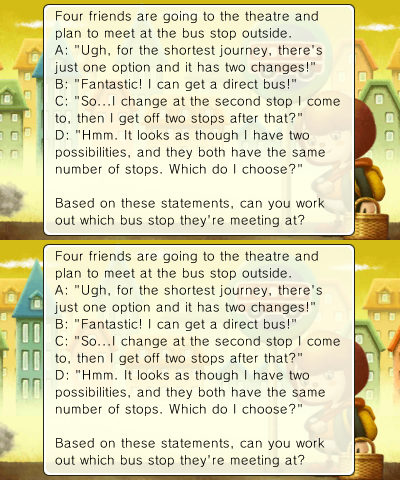 Four friends are going to the theatre and
plan to meet at the bus stop outside.
A: "Ugh, for the shortest journey, there's
just one option and it has two changes!"
B: "Fantastic! I can get a direct bus!"
C: "So...I change at the second stop I come
to, then I get off two stops after that?"
D: "Hmm. It looks as though I have two
possibilities, and they both have the same
number of stops. Which do I choose?"
Based on these statements, can you work
out which bus stop they're meeting at?
Four friends are going to the theatre and
plan to meet at the bus stop outside.
A: "Ugh, for the shortest journey, there's
just one option and it has two changes!"
B: "Fantastic! I can get a direct bus!"
C: "So...I change at the second stop I come
to, then I get off two stops after that?"
D: "Hmm. It looks as though I have two
possibilities, and they both have the same
number of stops. Which do I choose?"
Based on these statements, can you work
out which bus stop they're meeting at?